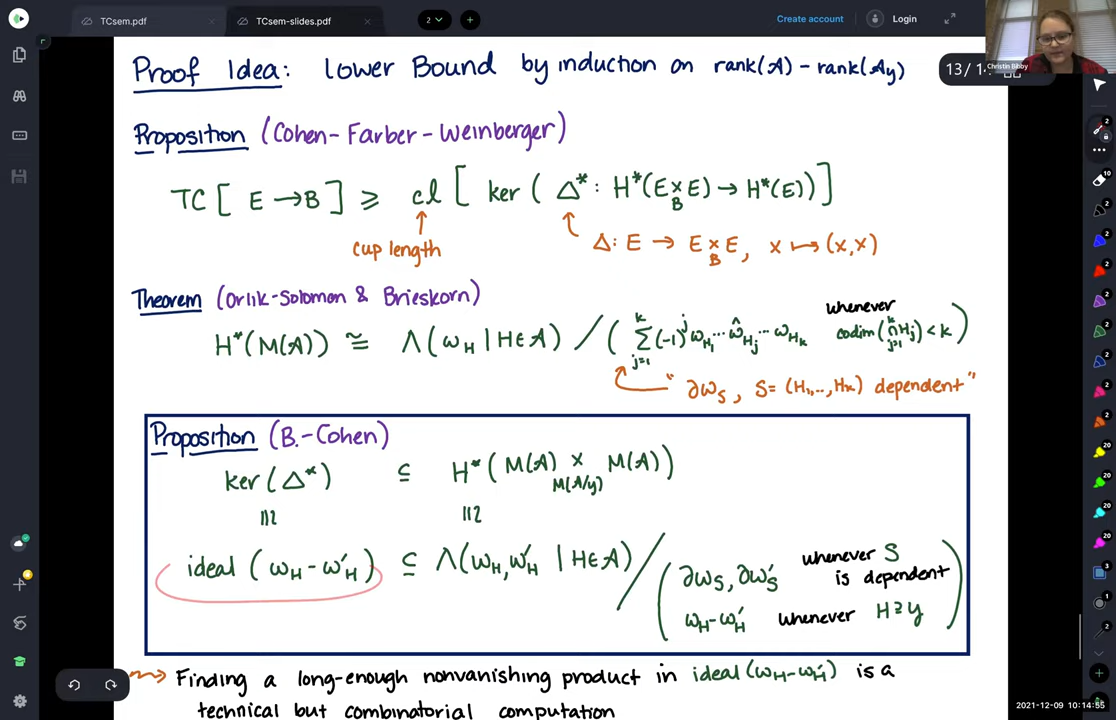 TCsem.pdf
TCsem-slides.pdf
2
Create account
Login
Christin Bibby
13/1
Proof Idea: Lower Bound by induction on rank(A) - rank(A_Y)
Proposition (Cohen-Farber-Weinberger)
TC[E → B] ≥ cl[ker(Δ*: H*(E ×_B E) → H*(E))]
cup length
Δ: E → E ×_B E, x ↦ (x,x)
Theorem (Orlik-Solomon & Brieskorn)
H*(M(A)) ≅ Λ(ω_H | H∈A) / (∑_{j=1}^{k} (-1)^j ω_{H_1} ⋯ ω̂_{H_j} ⋯ ω_{H_k} whenever codim(∩_{j=1}^{k} H_j) < k)
"∂ω_S, S = (H_1,...,H_k) dependent"
Proposition (B.-Cohen)
ker(Δ*) ⊆ H*(M(A) ×_{M(A/Y)} M(A))
≅ ≅
ideal (ω_H - ω'_H) ⊆ Λ(ω_H, ω'_H | H∈A) / (∂ω_S, ∂ω'_S whenever S is dependent
ω_H - ω'_H whenever H ⊇ Y)
⇝ Finding a long-enough nonvanishing product in ideal(ω_H - ω'_H) is a
technical but combinatorial computation
2021-12-09 10:14:55